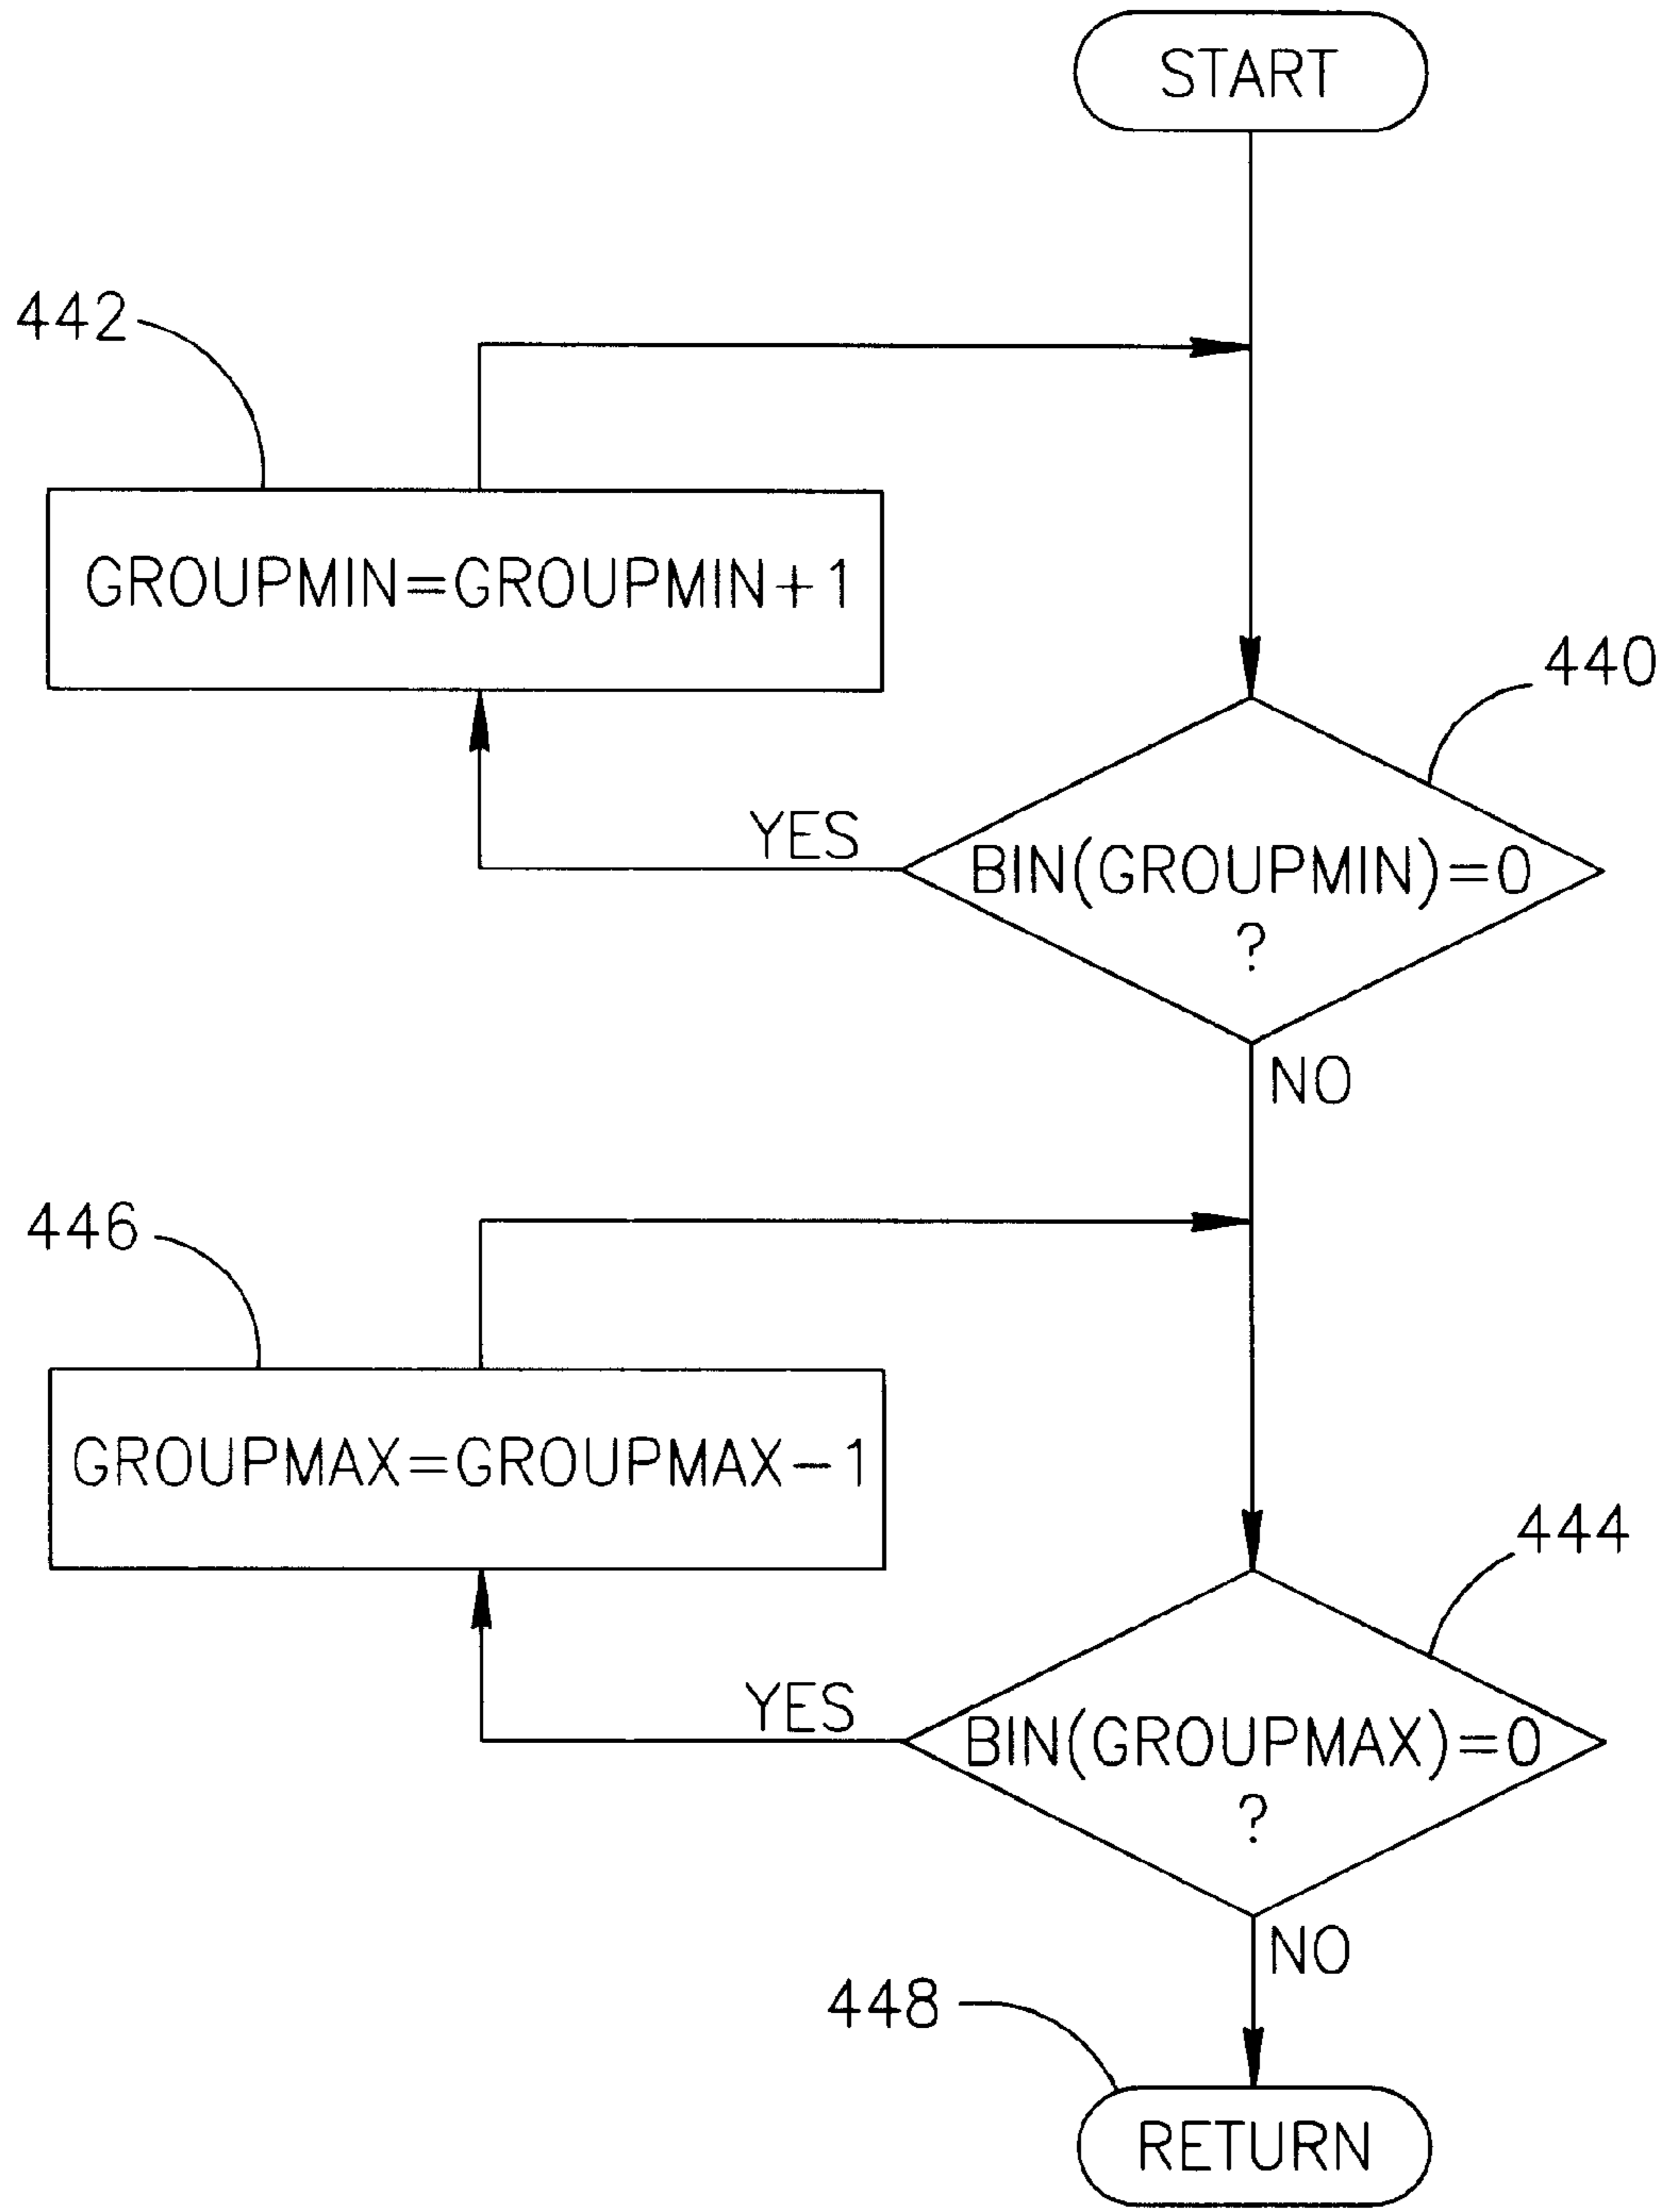 START
442
GROUPMIN=GROUPMIN+1
440
YES
BIN(GROUPMIN)=0
?
NO
446
GROUPMAX=GROUPMAX-1
444
YES
BIN(GROUPMAX)=0
?
NO
448
RETURN